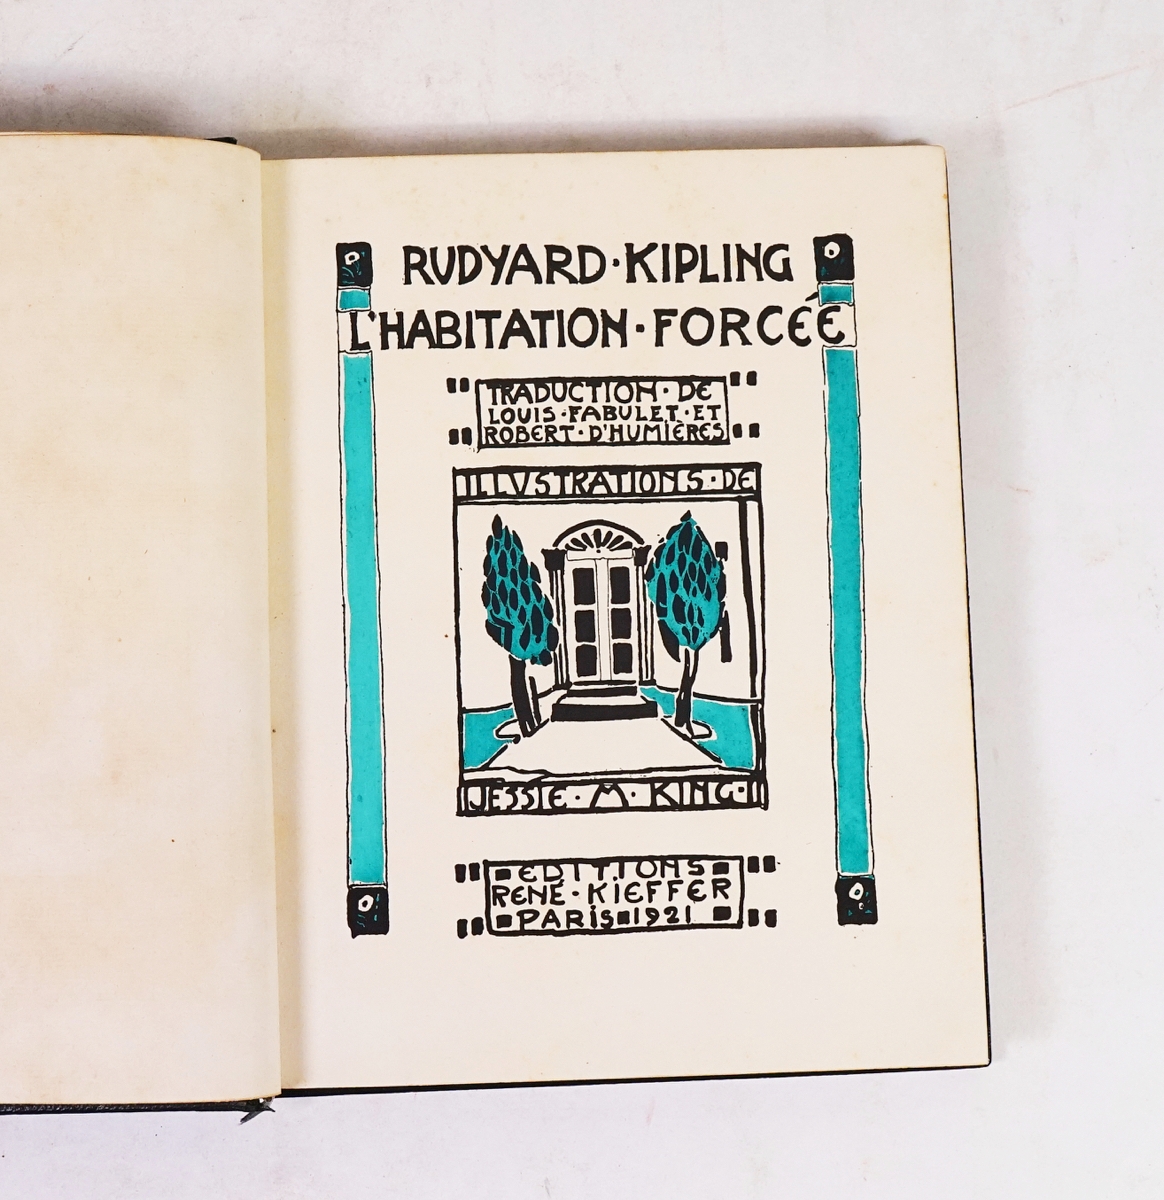 RUDYARD·KIPLING
L'HABITATION·FORCÉE
TRADUCTION·DE
LOUIS·FABULET·ET
ROBERT·D'HUMIÈRES
ILLVSTRATIONS·DE
JESSIE·M·KING·
EDITIONS
RENÉ·KIEFFER
PARIS 1921